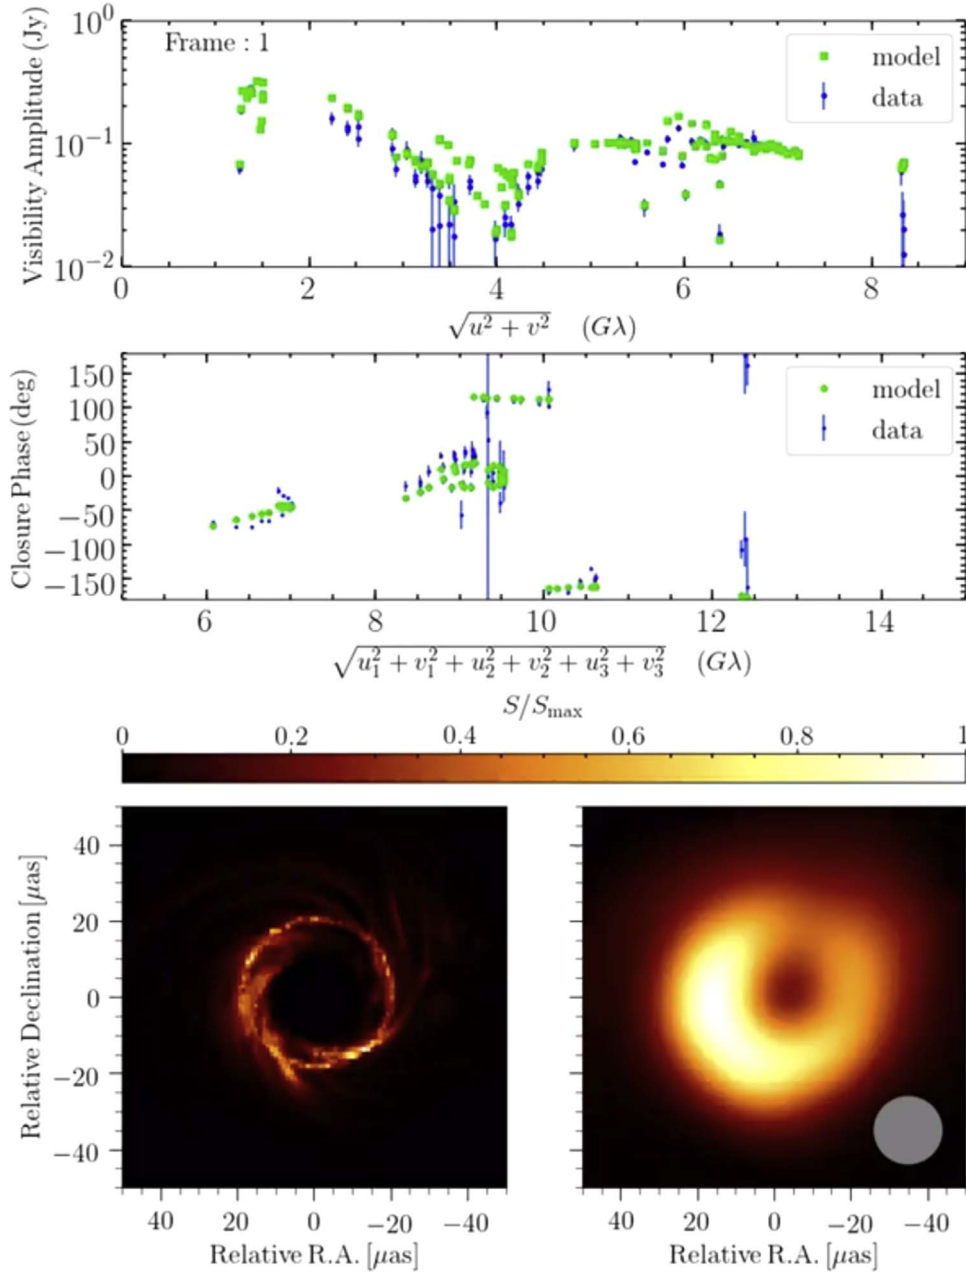 10⁰
Visibility Amplitude (Jy)
Frame : 1
model
data
10⁻¹
10⁻²
0 2 4 6 8
√(u² + v²) (Gλ)
150
100
50
0
−50
−100
−150
Closure Phase (deg)
model
data
6 8 10 12 14
√(u₁² + v₁² + u₂² + v₂² + u₃² + v₃²) (Gλ)
S/Sₘₐₓ
0 0.2 0.4 0.6 0.8 1
40
20
0
−20
−40
Relative Declination [μas]
40 20 0 −20 −40
Relative R.A. [μas]
40 20 0 −20 −40
Relative R.A. [μas]